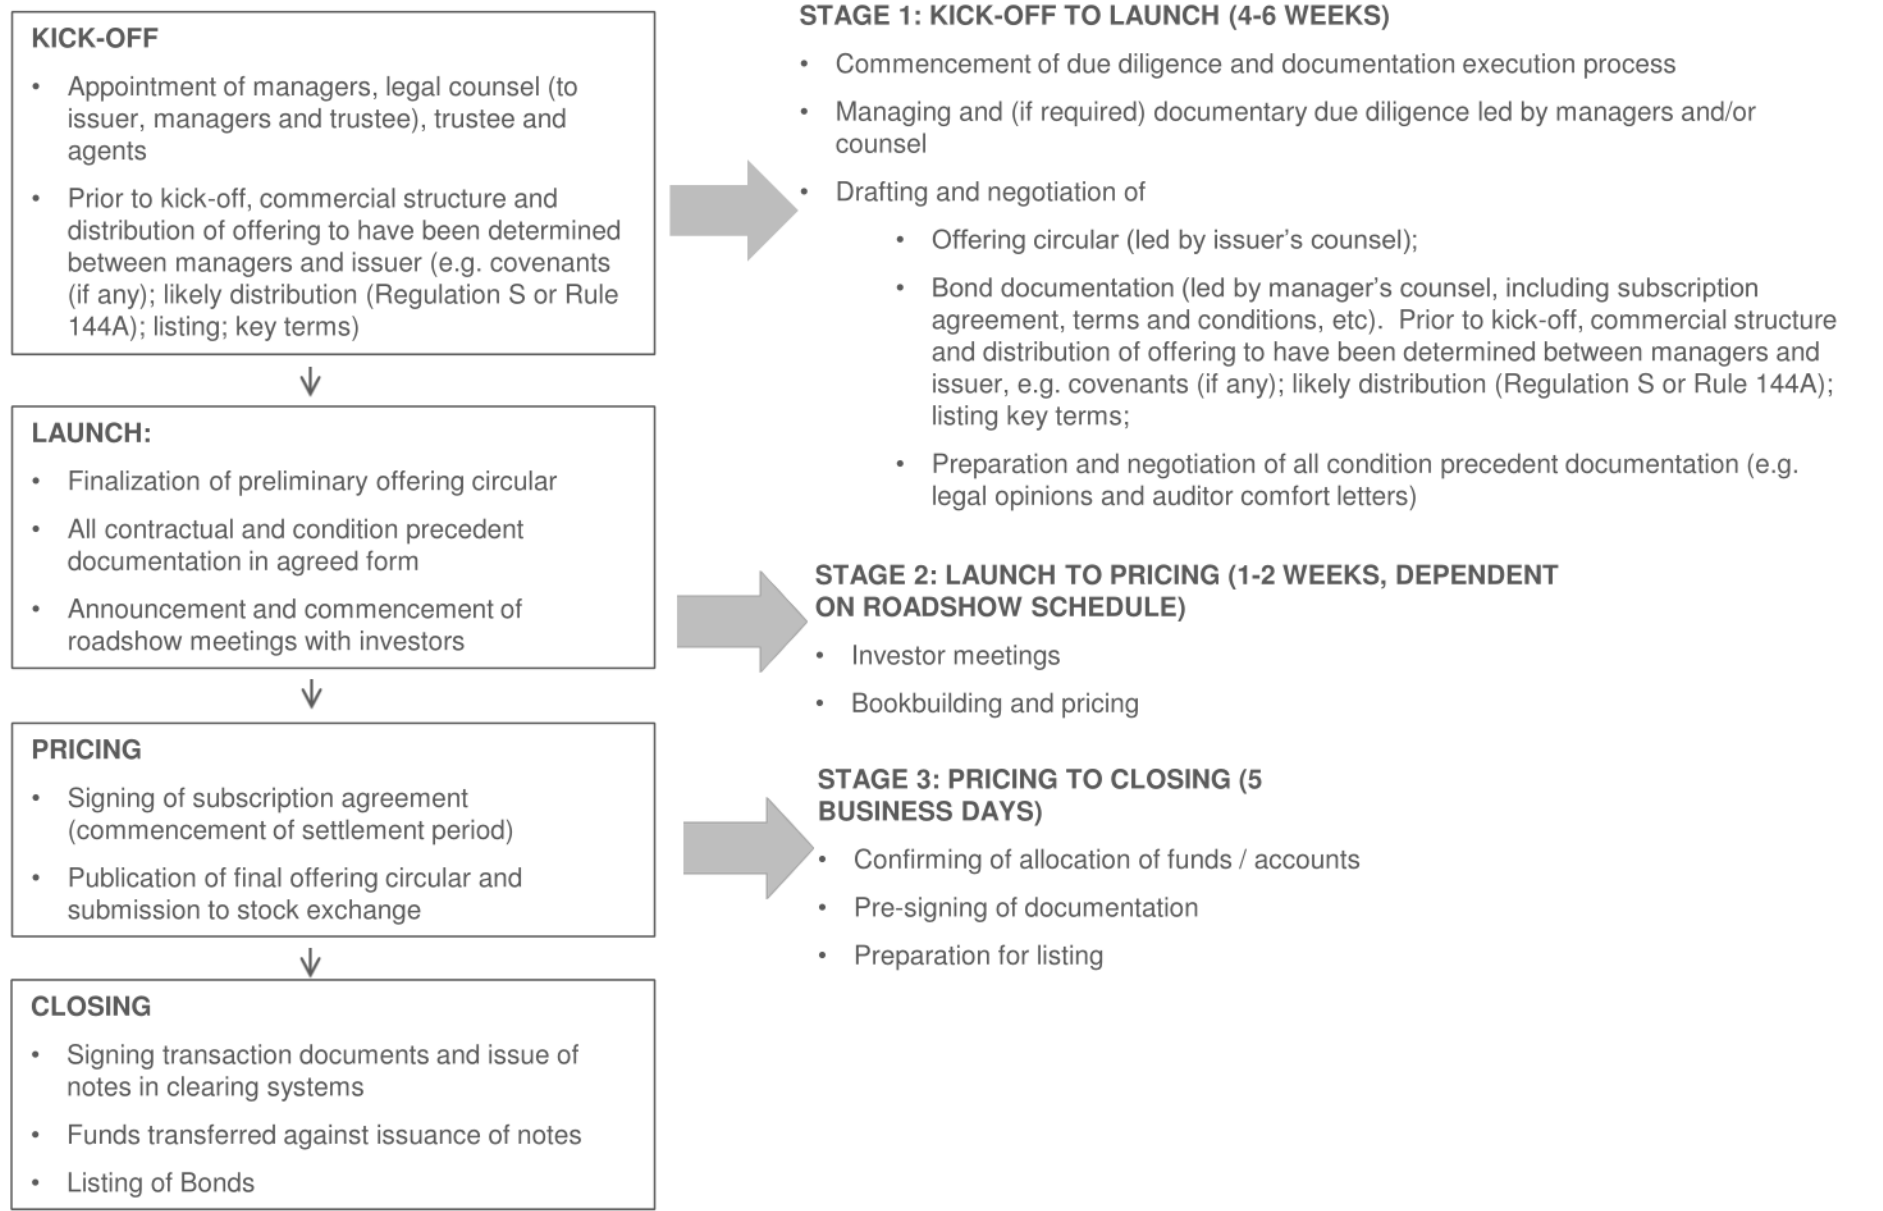 KICK-OFF
• Appointment of managers, legal counsel (to
issuer, managers and trustee), trustee and
agents
• Prior to kick-off, commercial structure and
distribution of offering to have been determined
between managers and issuer (e.g. covenants
(if any); likely distribution (Regulation S or Rule
144A); listing; key terms)
LAUNCH:
• Finalization of preliminary offering circular
• All contractual and condition precedent
documentation in agreed form
• Announcement and commencement of
roadshow meetings with investors
PRICING
• Signing of subscription agreement
(commencement of settlement period)
• Publication of final offering circular and
submission to stock exchange
CLOSING
• Signing transaction documents and issue of
notes in clearing systems
• Funds transferred against issuance of notes
• Listing of Bonds
STAGE 1: KICK-OFF TO LAUNCH (4-6 WEEKS)
• Commencement of due diligence and documentation execution process
• Managing and (if required) documentary due diligence led by managers and/or
counsel
• Drafting and negotiation of
• Offering circular (led by issuer’s counsel);
• Bond documentation (led by manager’s counsel, including subscription
agreement, terms and conditions, etc). Prior to kick-off, commercial structure
and distribution of offering to have been determined between managers and
issuer, e.g. covenants (if any); likely distribution (Regulation S or Rule 144A);
listing key terms;
• Preparation and negotiation of all condition precedent documentation (e.g.
legal opinions and auditor comfort letters)
STAGE 2: LAUNCH TO PRICING (1-2 WEEKS, DEPENDENT
ON ROADSHOW SCHEDULE)
• Investor meetings
• Bookbuilding and pricing
STAGE 3: PRICING TO CLOSING (5
BUSINESS DAYS)
• Confirming of allocation of funds / accounts
• Pre-signing of documentation
• Preparation for listing